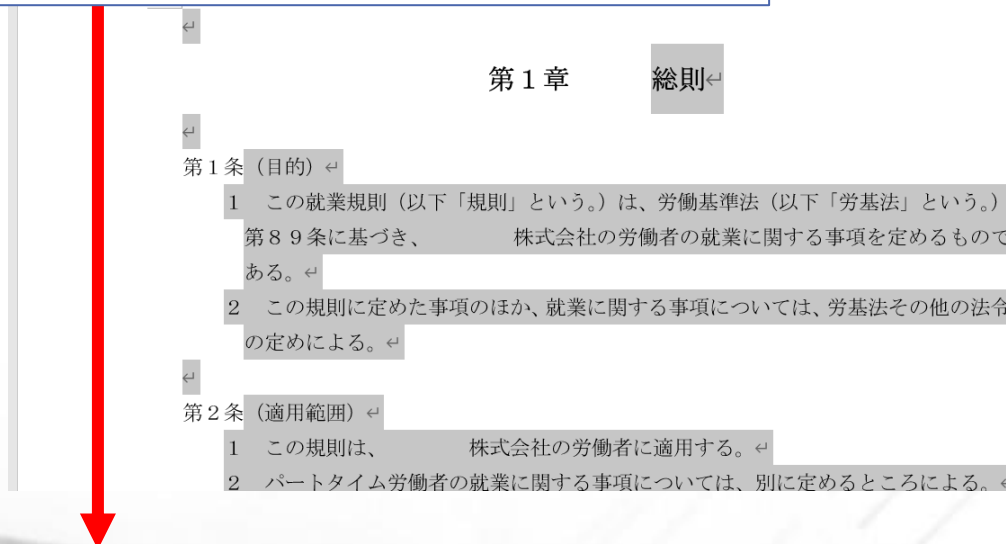 第１章　　　総則
第１条（目的）
１　この就業規則（以下「規則」という。）は、労働基準法（以下「労基法」という。）
第８９条に基づき、　　　　株式会社の労働者の就業に関する事項を定めるもので
ある。
２　この規則に定めた事項のほか、就業に関する事項については、労基法その他の法令
の定めによる。
第２条（適用範囲）
１　この規則は、　　　　株式会社の労働者に適用する。
２　パートタイム労働者の就業に関する事項については、別に定めるところによる。